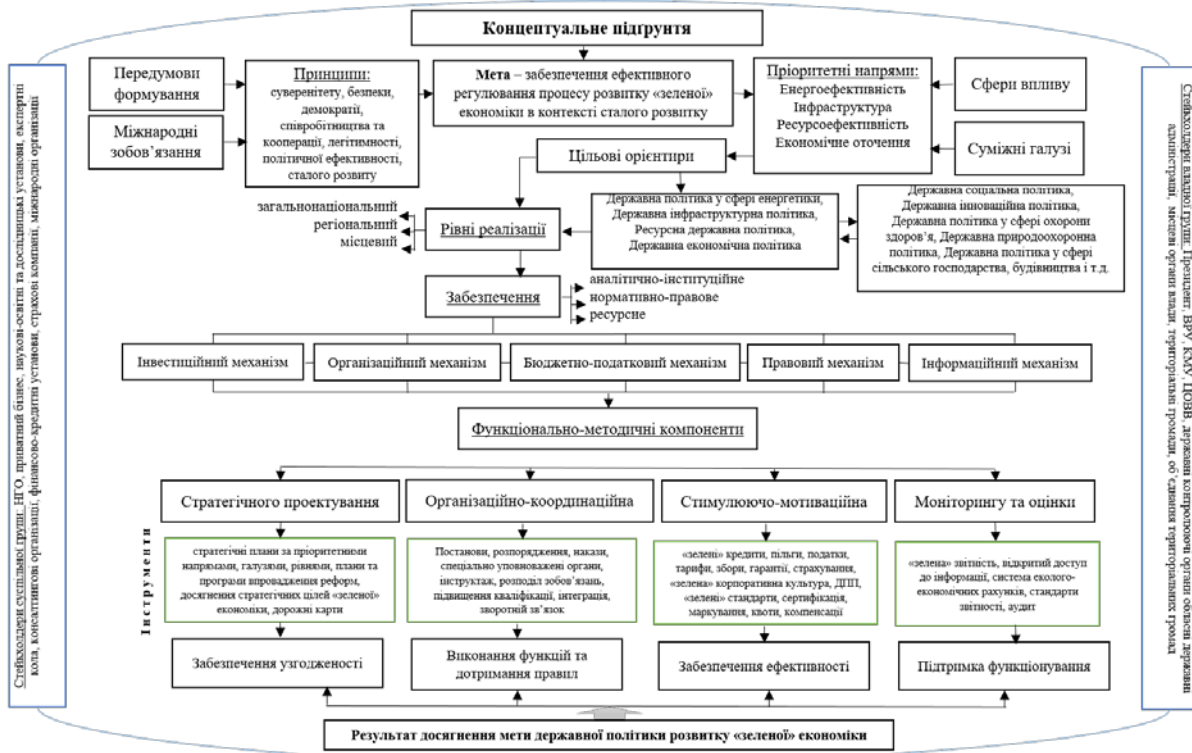 Концептуальне підґрунтя
Передумови
формування
Міжнародні
зобов’язання
Принципи:
суверенітету, безпеки,
демократії,
співробітництва та
кооперації, легітимності,
політичної ефективності,
сталого розвиту
Мета – забезпечення ефективного
регулювання процесу розвитку «зеленої»
економіки в контексті сталого розвитку
Пріоритетні напрями:
Енергоефективність
Інфраструктура
Ресурсоефективність
Економічне оточення
Сфери впливу
Суміжні галузі
Цільові орієнтири
Державна політика у сфері енергетики,
Державна інфраструктурна політика,
Ресурсна державна політика,
Державна економічна політика
Державна соціальна політика,
Державна інноваційна політика,
Державна політика у сфері охорони
здоров’я, Державна природоохоронна
політика, Державна політика у сфері
сільського господарства, будівництва і т.д.
загальнонаціональний
регіональний
місцевий
Рівні реалізації
Забезпечення
аналітично-інституційне
нормативно-правове
ресурсне
Інвестиційний механізм
Організаційний механізм
Бюджетно-податковий механізм
Правовий механізм
Інформаційний механізм
Функціонально-методичні компоненти
Стратегічного проектування
Організаційно-координаційна
Стимулюючо-мотиваційна
Моніторингу та оцінки
Інструменти
стратегічні плани за пріоритетними
напрямами, галузями, рівнями, плани та
програми впровадження реформ,
досягнення стратегічних цілей «зеленої»
економіки, дорожні карти
Постанови, розпорядження, накази,
спеціально уповноважені органи,
інструктаж, розподіл зобов’язань,
підвищення кваліфікації, інтеграція,
зворотній зв’язок
«зелені» кредити, пільги, податки,
тарифи, збори, гарантії, страхування,
«зелена» корпоративна культура, ДПП,
«зелені» стандарти, сертифікація,
маркування, квоти, компенсації
«зелена» звітність, відкритий доступ
до інформації, система еколого-
економічних рахунків, стандарти
звітності, аудит
Забезпечення узгодженості
Виконання функцій та
дотримання правил
Забезпечення ефективності
Підтримка функціонування
Результат досягнення мети державної політики розвитку «зеленої» економіки
Стейкхолдери суспільної групи: НГО, приватний бізнес, наукові-освітні та дослідницькі установи, експертні
кола, консалтингові організації, фінансово-кредитні установи, страхові компанії, міжнародні організації
Стейкхолдери владної групи: Президент, ВРУ, КМУ, ЦОВВ, державні контролюючі органи обласні державні
адміністрації, місцеві органи влади, територіальні громади, об’єднання територіальних громад